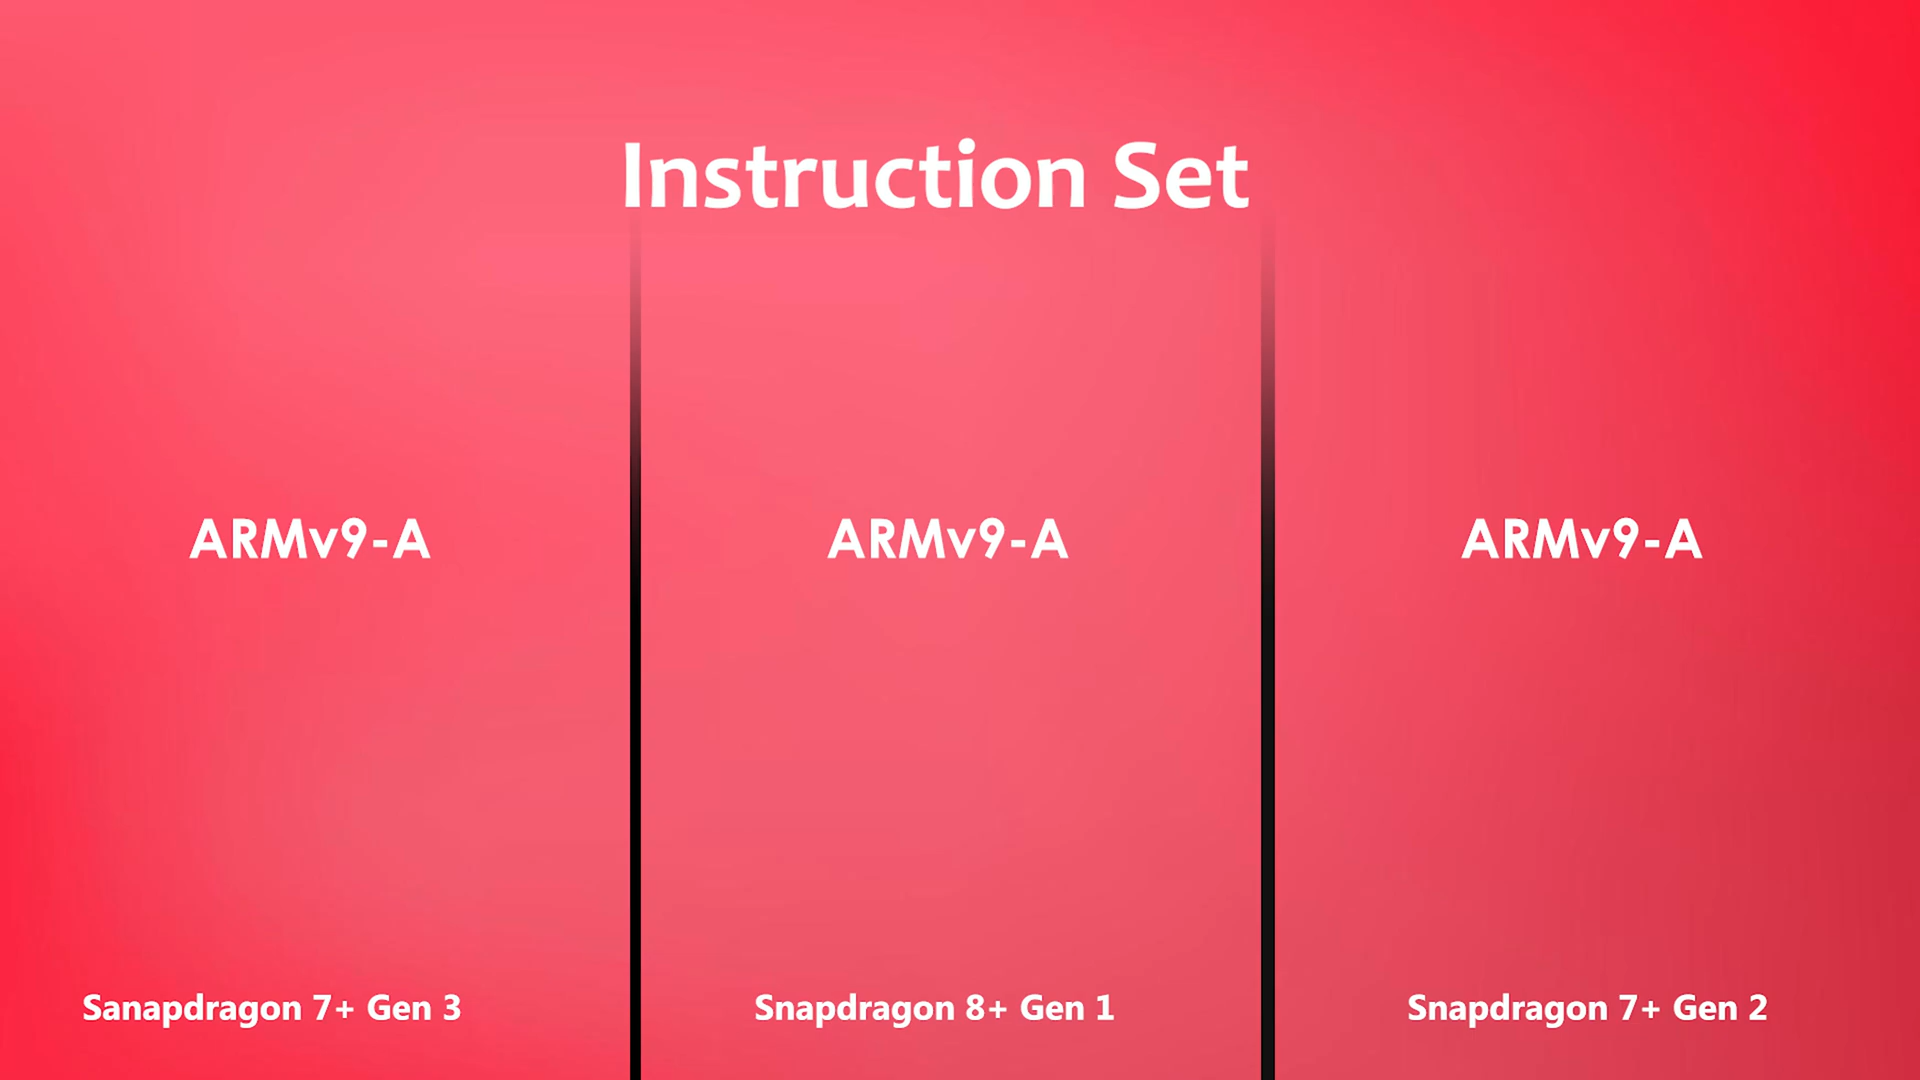 Instruction Set
ARMv9-A
ARMv9-A
ARMv9-A
Sanapdragon 7+ Gen 3
Snapdragon 8+ Gen 1
Snapdragon 7+ Gen 2